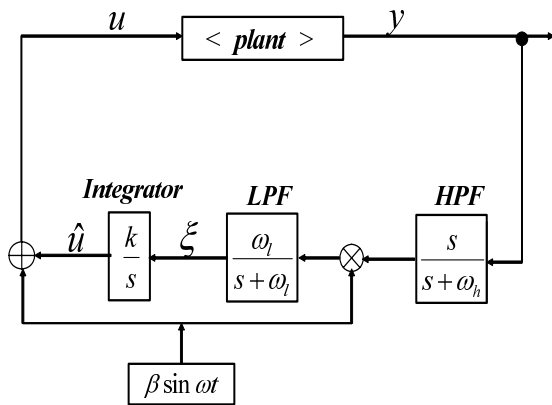 u
< plant >
y
Integrator
LPF
HPF
û
k
s
ξ
ω_l
s + ω_l
s
s + ω_h
β sin ωt